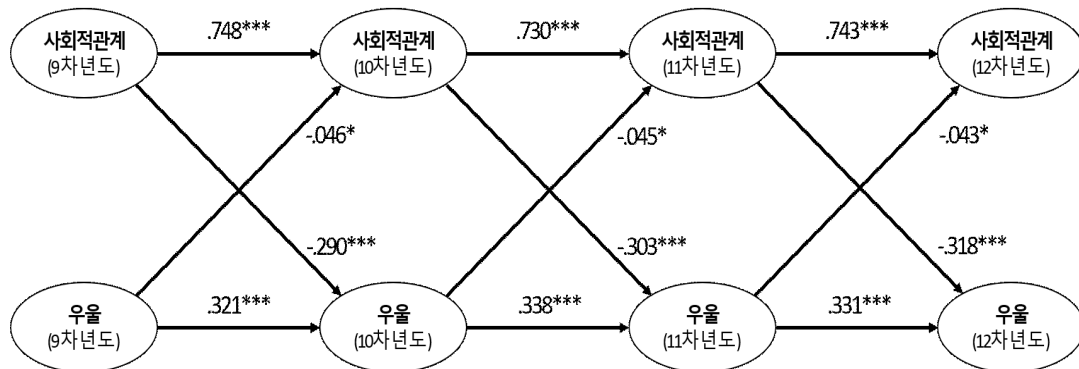 .748***
.730***
.743***
사회적관계
(9차년도)
사회적관계
(10차년도)
사회적관계
(11차년도)
사회적관계
(12차년도)
-.046*
-.045*
-.043*
-.290***
-.303***
-.318***
우울
(9차년도)
.321***
우울
(10차년도)
.338***
우울
(11차년도)
.331***
우울
(12차년도)